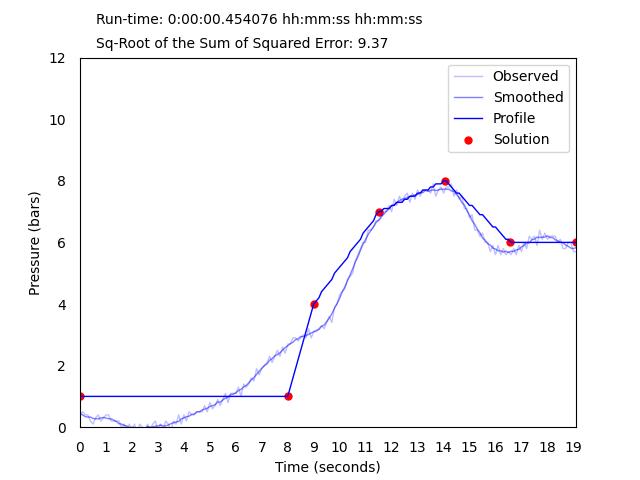 Run-time: 0:00:00.454076 hh:mm:ss hh:mm:ss
Sq-Root of the Sum of Squared Error: 9.37
Observed
Smoothed
Profile
Solution
12
10
8
6
4
2
0
Pressure (bars)
0 1 2 3 4 5 6 7 8 9 10 11 12 13 14 15 16 17 18 19
Time (seconds)